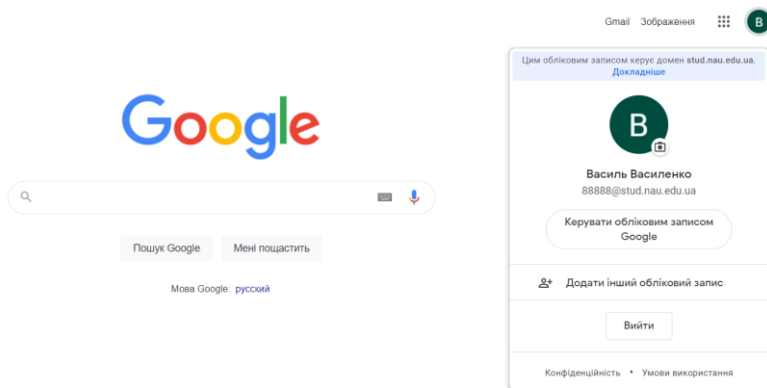 Gmail Зображення
В
Цим обліковим записом керує домен stud.nau.edu.ua.
Докладніше
Google
В
Василь Василенко
88888@stud.nau.edu.ua
Керувати обліковим записом
Google
Пошук Google Мені пощастить
Мова Google: русский
Додати інший обліковий запис
Вийти
Конфіденційність • Умови використання